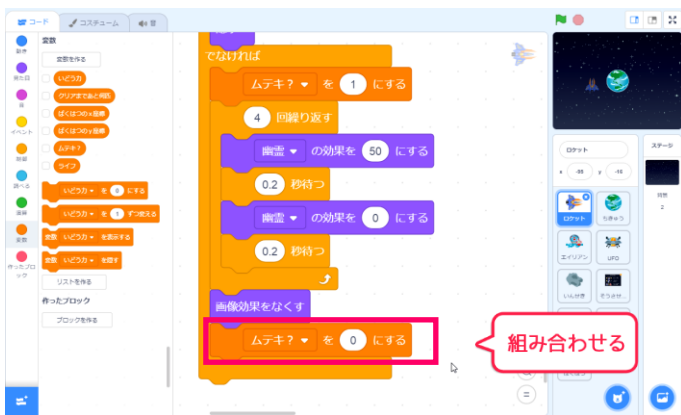 コード
コスチューム
音
動き
見た目
音
イベント
制御
調べる
演算
変数
作ったブロック
変数
変数を作る
いどう力
クリアまであと何匹
ばくはつのx座標
ばくはつのy座標
ムテキ？
ライフ
いどう力 を 0 にする
いどう力 を 1 ずつ変える
変数 いどう力 を表示する
変数 いどう力 を隠す
リストを作る
作ったブロック
ブロックを作る
でなければ
ムテキ？ を 1 にする
4 回繰り返す
幽霊 の効果を 50 にする
0.2 秒待つ
幽霊 の効果を 0 にする
0.2 秒待つ
画像効果をなくす
ムテキ？ を 0 にする
組み合わせる
ロケット
ステージ
x
y
背景
2
ロケット
ちきゅう
エイリアン
UFO
いんせき